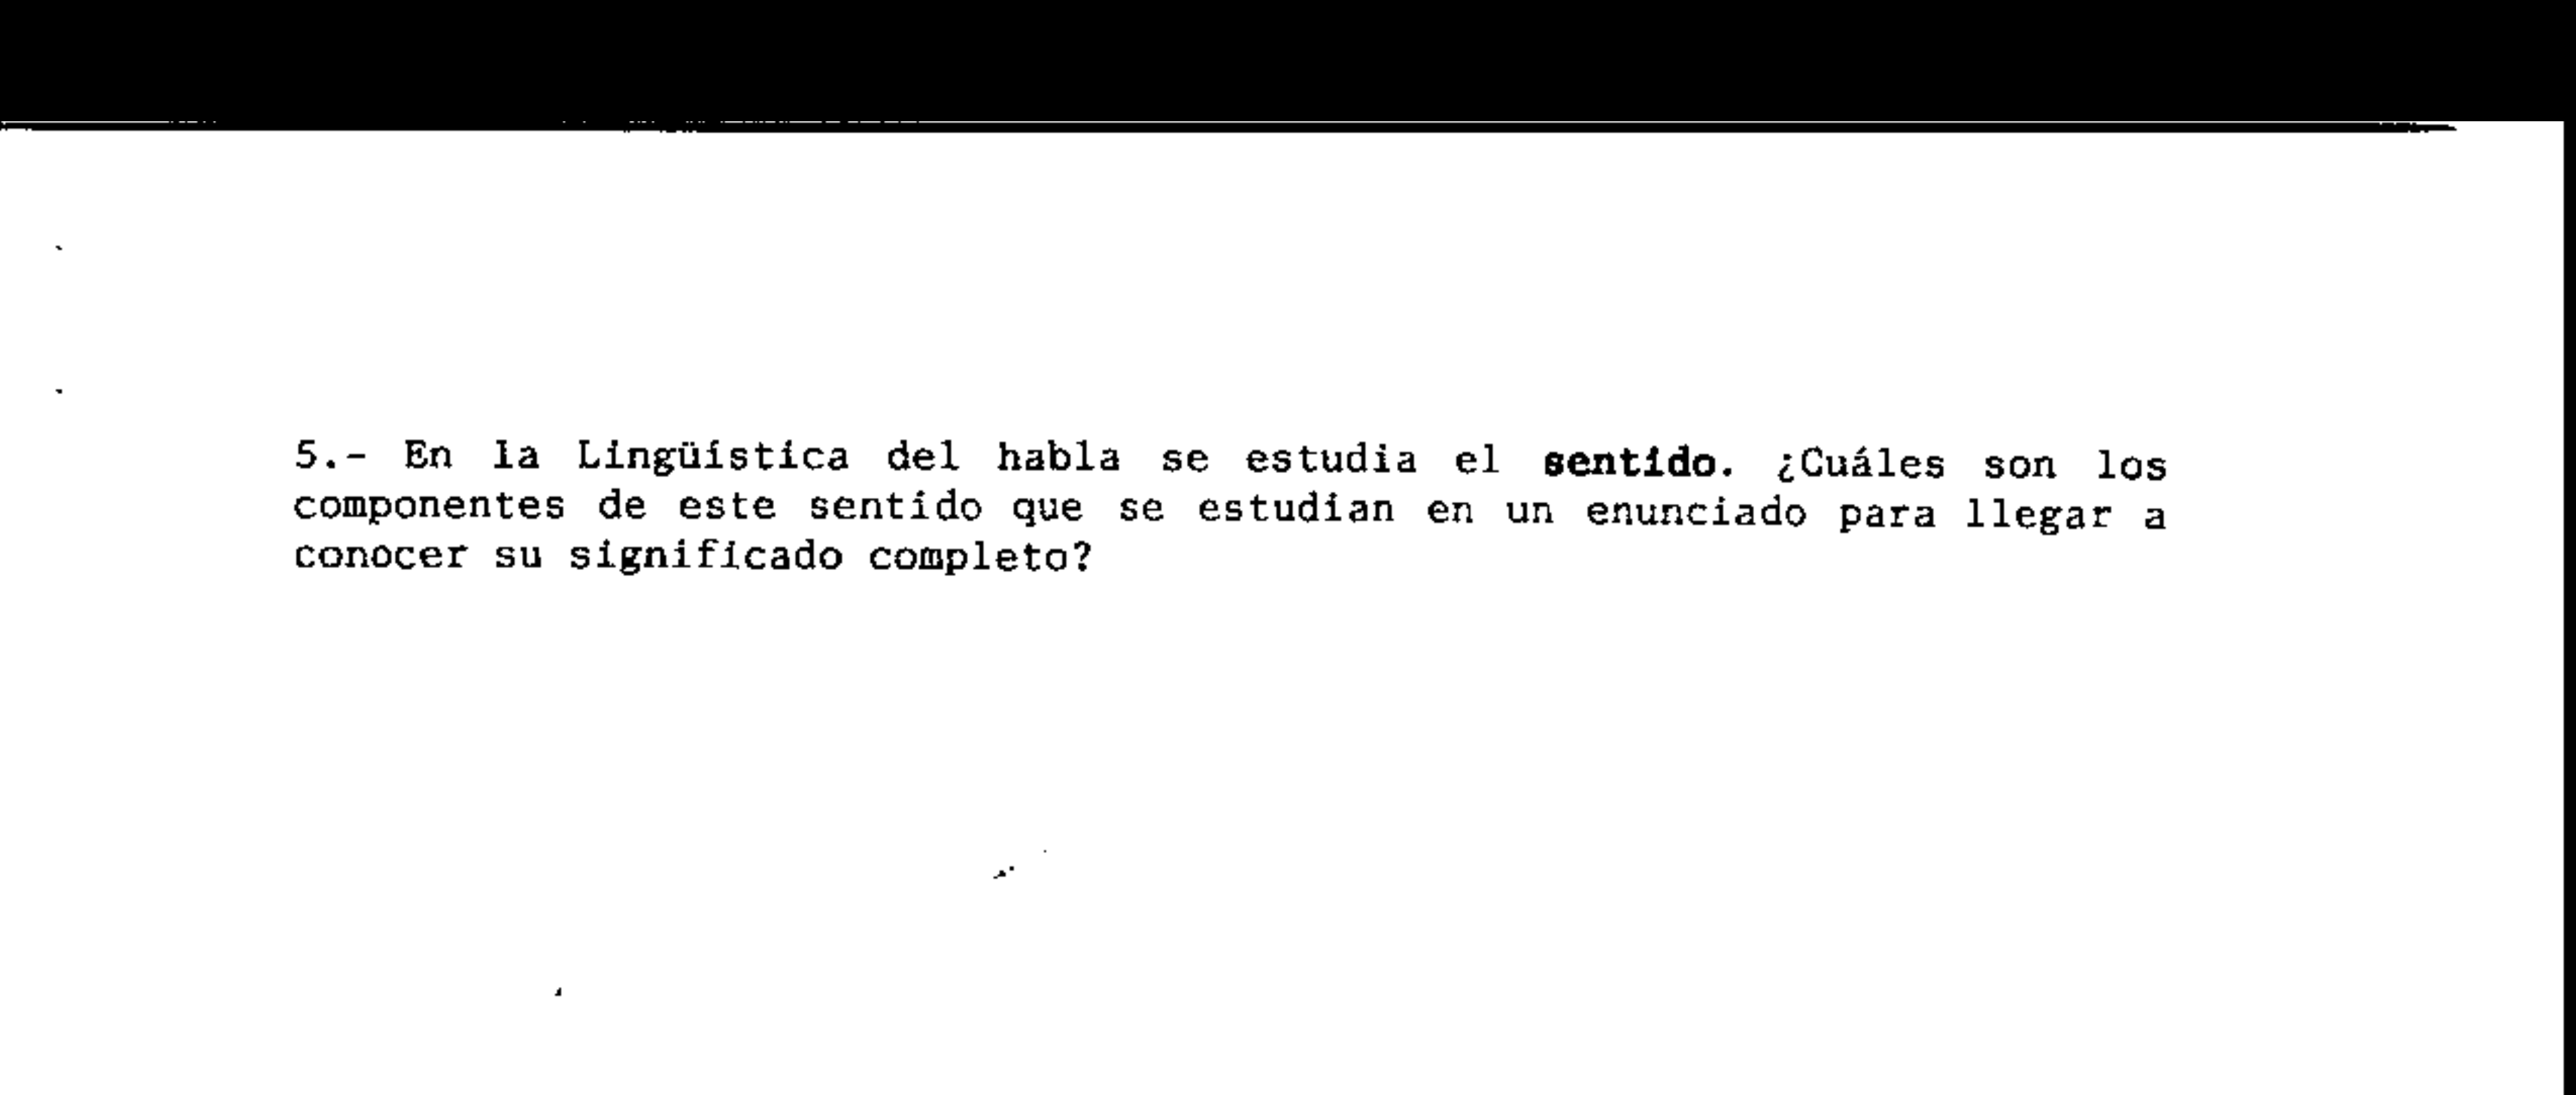 5.- En la Lingüística del habla se estudia el sentido. ¿Cuáles son los
componentes de este sentido que se estudian en un enunciado para llegar a
conocer su significado completo?